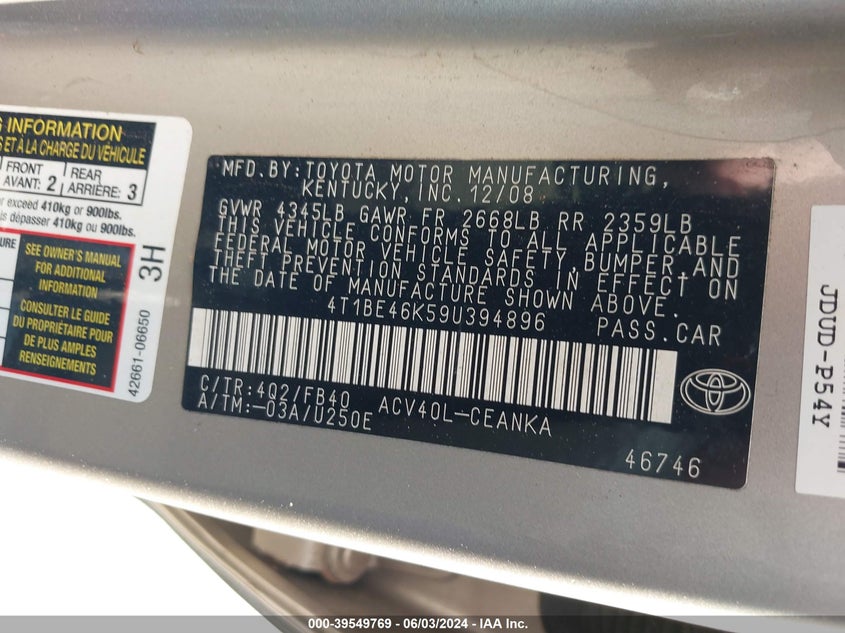 G INFORMATION
S ET À LA CHARGE DU VÉHICULE
FRONT
AVANT: 2
REAR
ARRIÈRE: 3
r exceed 410kg or 900lbs.
s dépasser 410kg ou 900lbs.
SEE OWNER'S MANUAL
FOR ADDITIONAL
INFORMATION
CONSULTER LE GUIDE
DU PROPRIÉTAIRE POUR
DE PLUS AMPLES
RENSEIGNEMENTS
3H
42661-06650
MFD.BY:TOYOTA MOTOR MANUFACTURING,
KENTUCKY, INC.12/08
GVWR 4345LB GAWR FR 2668LB RR 2359LB
THIS VEHICLE CONFORMS TO ALL APPLICABLE
FEDERAL MOTOR VEHICLE SAFETY,BUMPER,AND
THEFT PREVENTION STANDARDS IN EFFECT ON
THE DATE OF MANUFACTURE SHOWN ABOVE.
4T1BE46K59U394896 PASS.CAR
C/TR:4Q2/FB40 ACV40L-CEANKA
A/TM:-03A/U250E
46746
JDUD-P54Y
000-39549769 - 06/03/2024 - IAA Inc.